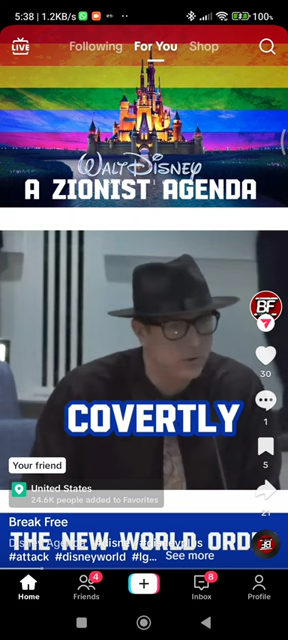 5:38 | 1.2KB/s
100%
LIVE
Following For You Shop
WALT DISNEY
A ZIONIST AGENDA
BF
30
COVERTLY
1
Your friend
5
United States
24.6K people added to Favorites
21
Break Free
THE NEW WORLD ORD
#attack #disneyworld #lg... See more
4
8
Home
Friends
Inbox
Profile